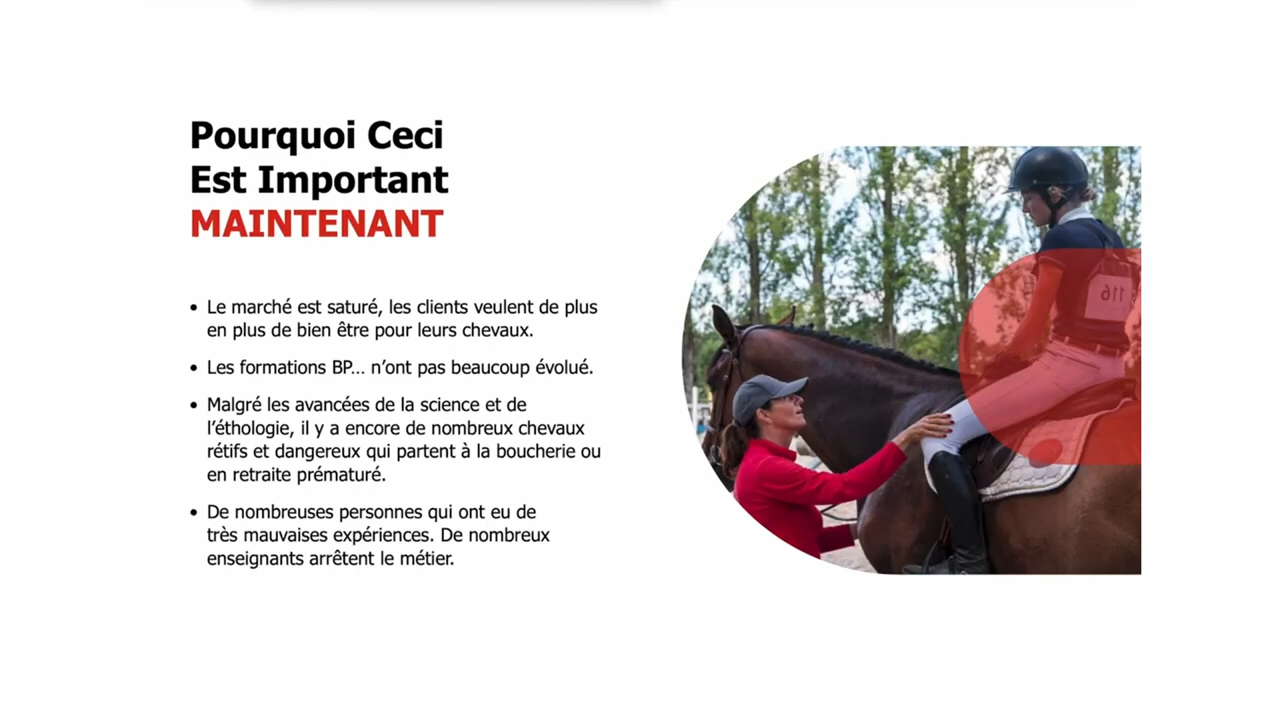 Pourquoi Ceci
Est Important
MAINTENANT
• Le marché est saturé, les clients veulent de plus
en plus de bien être pour leurs chevaux.
• Les formations BP... n’ont pas beaucoup évolué.
• Malgré les avancées de la science et de
l’éthologie, il y a encore de nombreux chevaux
rétifs et dangereux qui partent à la boucherie ou
en retraite prématuré.
• De nombreuses personnes qui ont eu de
très mauvaises expériences. De nombreux
enseignants arrêtent le métier.
116